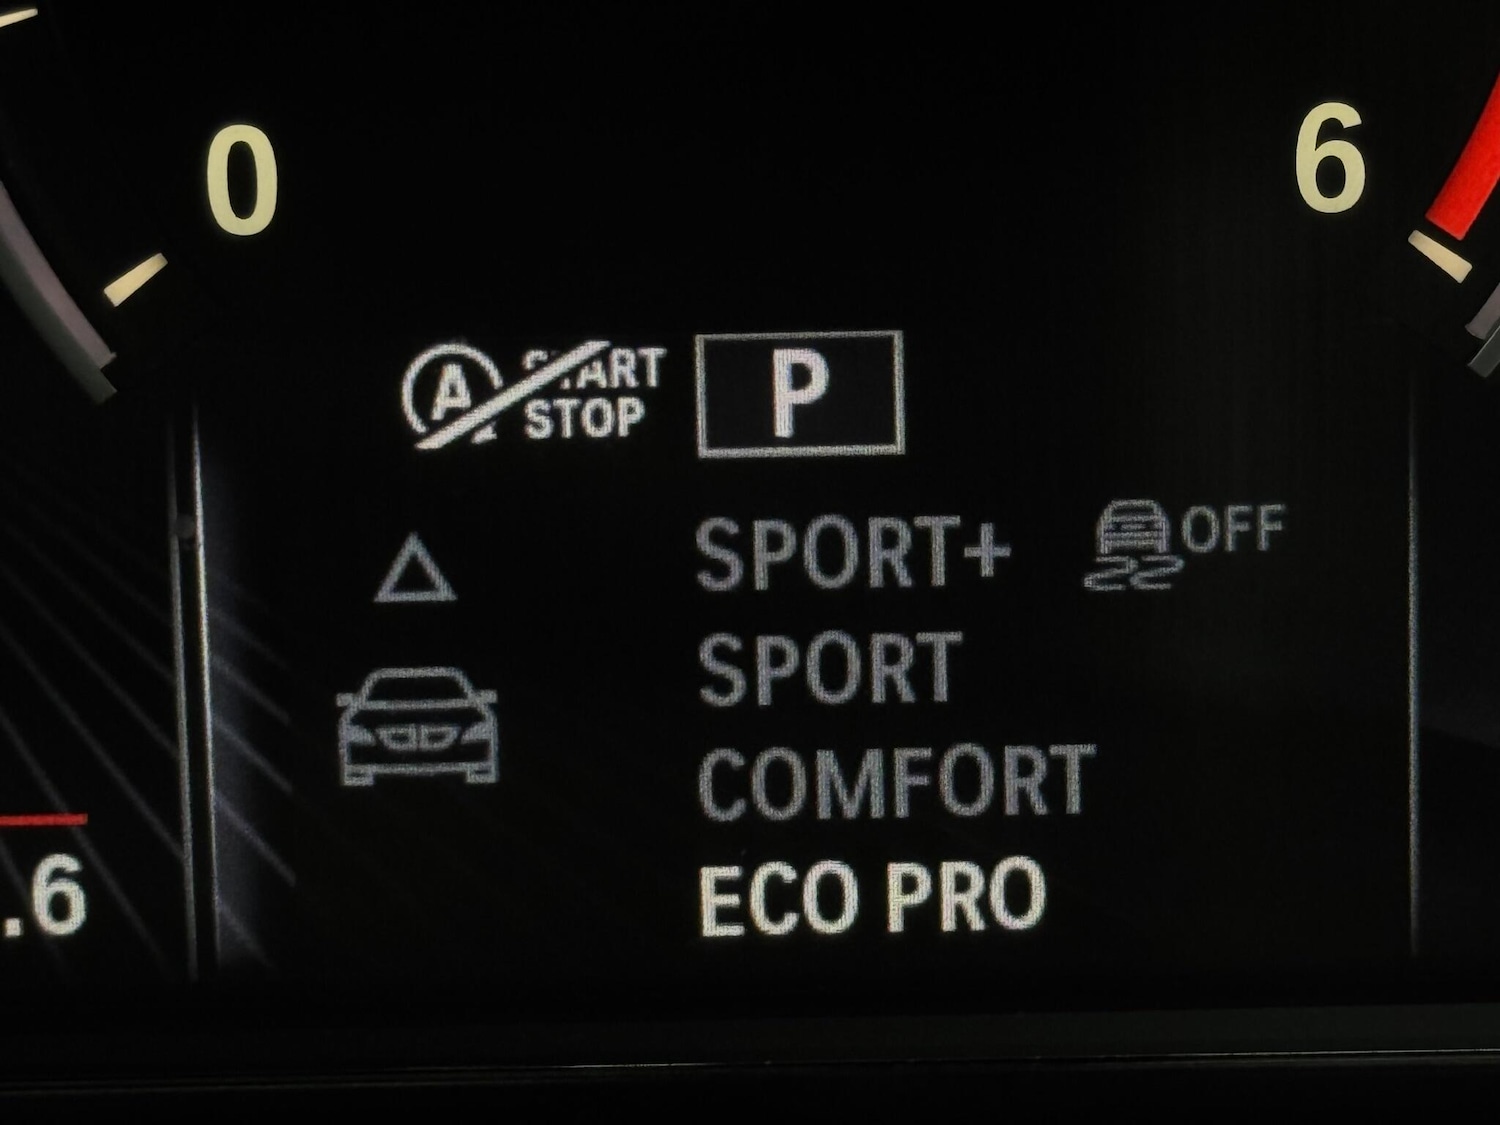 0
6
A START
STOP
P
SPORT+ OFF
SPORT
COMFORT
ECO PRO
.6